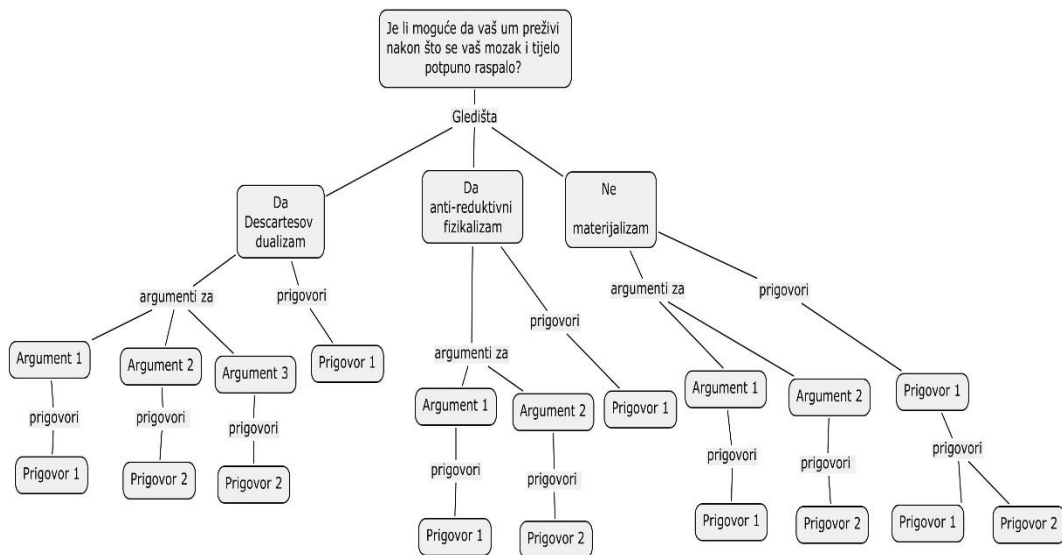 Je li moguće da vaš um preživi
nakon što se vaš mozak i tijelo
potpuno raspalo?
Gledišta
Da
Descartesov
dualizam
Da
anti-reduktivni
fizikalizam
Ne
materijalizam
argumenti za
prigovori
argumenti za
prigovori
prigovori
argumenti za
Argument 1
Argument 2
Argument 3
Prigovor 1
Argument 1
Argument 2
Prigovor 1
Argument 1
Argument 2
Prigovor 1
prigovori
prigovori
prigovori
prigovori
prigovori
prigovori
prigovori
prigovori
Prigovor 1
Prigovor 2
Prigovor 2
Prigovor 1
Prigovor 2
Prigovor 1
Prigovor 2
Prigovor 1
Prigovor 2